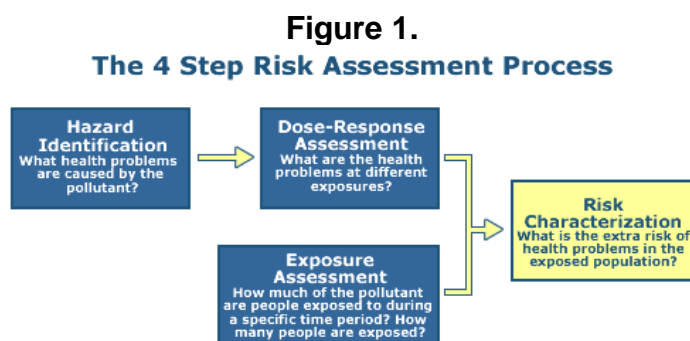 Figure 1.
The 4 Step Risk Assessment Process
Hazard
Identification
What health problems
are caused by the
pollutant?
Dose-Response
Assessment
What are the health
problems at different
exposures?
Exposure
Assessment
How much of the pollutant
are people exposed to during
a specific time period? How
many people are exposed?
Risk
Characterization
What is the extra risk of
health problems in the
exposed population?